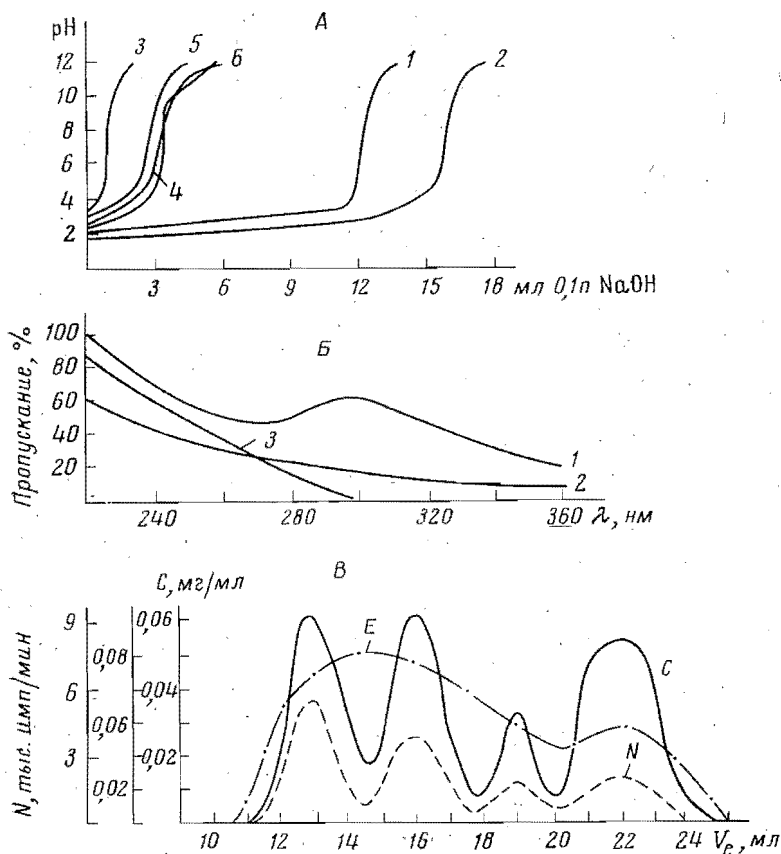 А
pH
3 5 6 1 2
12
10
8
6
4
2
4
3 6 9 12 15 18 мл 0,1n NaOH
Б
Пропускание, %
100
80
60
40
20
3
1
2
240 280 320 360 λ, нм
В
C, мг/мл
N, тыс. имп/мин
9
6
3
0,08
0,06
0,02
0,06
0,04
0,02
E
C
N
10 12 14 16 18 20 22 24 Ve, мл